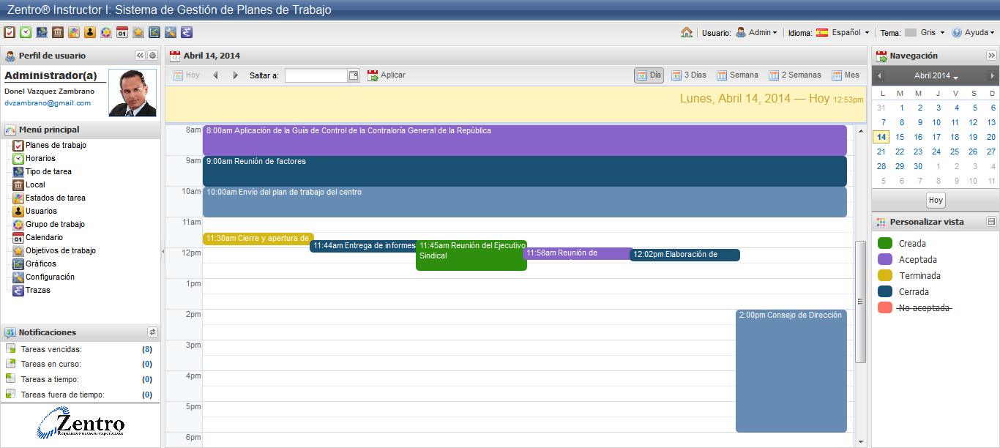 Zentro® Instructor I: Sistema de Gestión de Planes de Trabajo
Usuario: Admin Idioma: Español Tema: Gris Ayuda
Perfil de usuario
Administrador(a)
Donel Vazquez Zambrano
dvzambrano@gmail.com
Menú principal
Planes de trabajo
Horarios
Tipo de tarea
Local
Estados de tarea
Usuarios
Grupo de trabajo
Calendario
Objetivos de trabajo
Gráficos
Configuración
Trazas
Notificaciones
Tareas vencidas: (8)
Tareas en curso: (0)
Tareas a tiempo: (0)
Tareas fuera de tiempo: (0)
Zentro
Regulamos nuestra experiencia
Abril 14, 2014
Hoy Saltar a: Aplicar Día 3 Días Semana 2 Semanas Mes
Lunes, Abril 14, 2014 — Hoy 12:53pm
8am 8:00am Aplicación de la Guía de Control de la Contraloría General de la República
9am 9:00am Reunión de factores
10am 10:00am Envío del plan de trabajo del centro
11am
11:30am Cierre y apertura de
11:44am Entrega de informes
11:45am Reunión del Ejecutivo
Sindical
11:58am Reunión de
12:02pm Elaboración de
12pm
1pm
2pm 2:00pm Consejo de Dirección
3pm
4pm
5pm
6pm
Navegación
Abril 2014
L M M J V S D
31 1 2 3 4 5 6
7 8 9 10 11 12 13
14 15 16 17 18 19 20
21 22 23 24 25 26 27
28 29 30 1 2 3 4
5 6 7 8 9 10 11
Hoy
Personalizar vista
Creada
Aceptada
Terminada
Cerrada
No aceptada